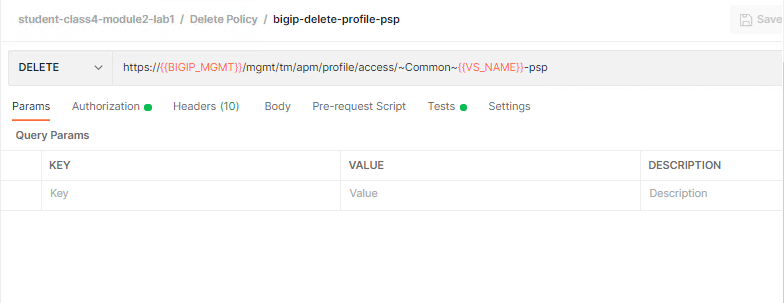 student-class4-module2-lab1 / Delete Policy / bigip-delete-profile-psp
Save
DELETE https://{{BIGIP_MGMT}}/mgmt/tm/apm/profile/access/~Common~{{VS_NAME}}-psp
Params Authorization Headers (10) Body Pre-request Script Tests Settings
Query Params
KEY VALUE DESCRIPTION
Key Value Description